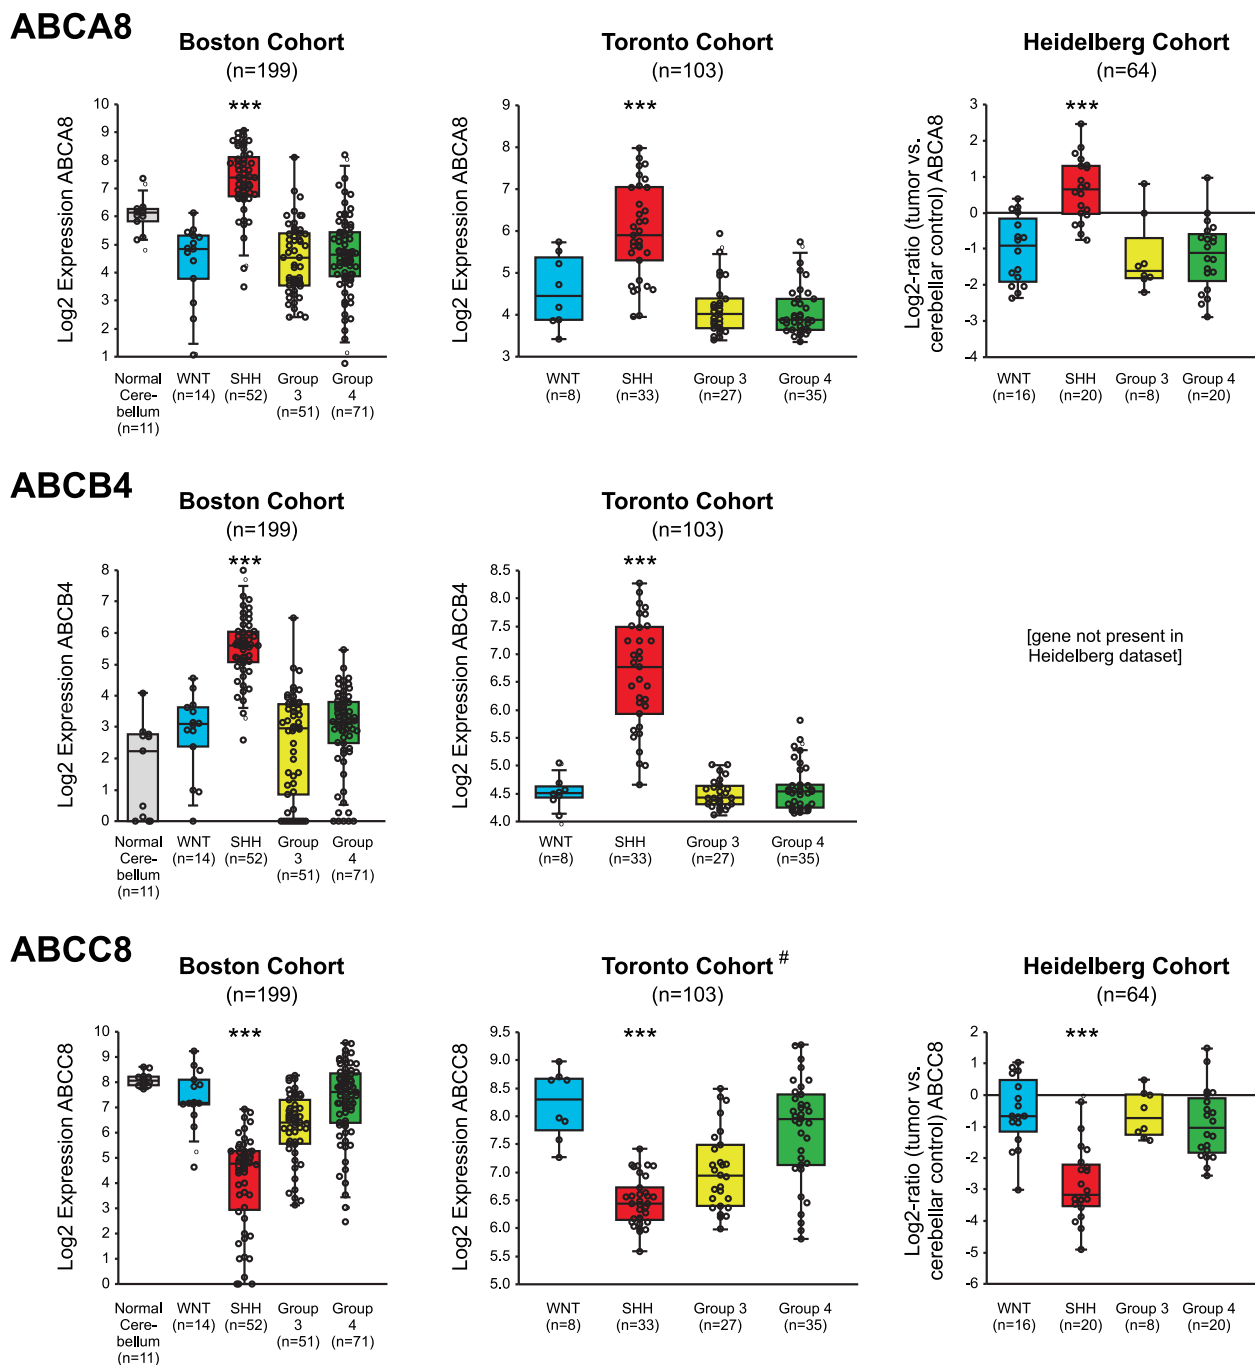 ABCA8
Boston Cohort
(n=199)
Toronto Cohort
(n=103)
Heidelberg Cohort
(n=64)
***
***
***
Log2 Expression ABCA8
10
9
8
7
6
5
4
3
2
1
Normal
Cere-
bellum
(n=11)
WNT
(n=14)
SHH
(n=52)
Group
3
(n=51)
Group
4
(n=71)
Log2 Expression ABCA8
9
8
7
6
5
4
3
WNT
(n=8)
SHH
(n=33)
Group 3
(n=27)
Group 4
(n=35)
Log2-ratio (tumor vs.
cerebellar control) ABCA8
3
2
1
0
-1
-2
-3
-4
WNT
(n=16)
SHH
(n=20)
Group 3
(n=8)
Group 4
(n=20)
ABCB4
Boston Cohort
(n=199)
Toronto Cohort
(n=103)
***
***
Log2 Expression ABCB4
8
7
6
5
4
3
2
1
0
Normal
Cere-
bellum
(n=11)
WNT
(n=14)
SHH
(n=52)
Group
3
(n=51)
Group
4
(n=71)
Log2 Expression ABCB4
8.5
8.0
7.5
7.0
6.5
6.0
5.5
5.0
4.5
4.0
WNT
(n=8)
SHH
(n=33)
Group 3
(n=27)
Group 4
(n=35)
[gene not present in
Heidelberg dataset]
ABCC8
Boston Cohort
(n=199)
Toronto Cohort #
(n=103)
Heidelberg Cohort
(n=64)
***
***
***
Log2 Expression ABCC8
10
9
8
7
6
5
4
3
2
1
0
Normal
Cere-
bellum
(n=11)
WNT
(n=14)
SHH
(n=52)
Group
3
(n=51)
Group
4
(n=71)
Log2 Expression ABCC8
9.5
9.0
8.5
8.0
7.5
7.0
6.5
6.0
5.5
5.0
WNT
(n=8)
SHH
(n=33)
Group 3
(n=27)
Group 4
(n=35)
Log2-ratio (tumor vs.
cerebellar control) ABCC8
2
1
0
-1
-2
-3
-4
-5
-6
WNT
(n=16)
SHH
(n=20)
Group 3
(n=8)
Group 4
(n=20)